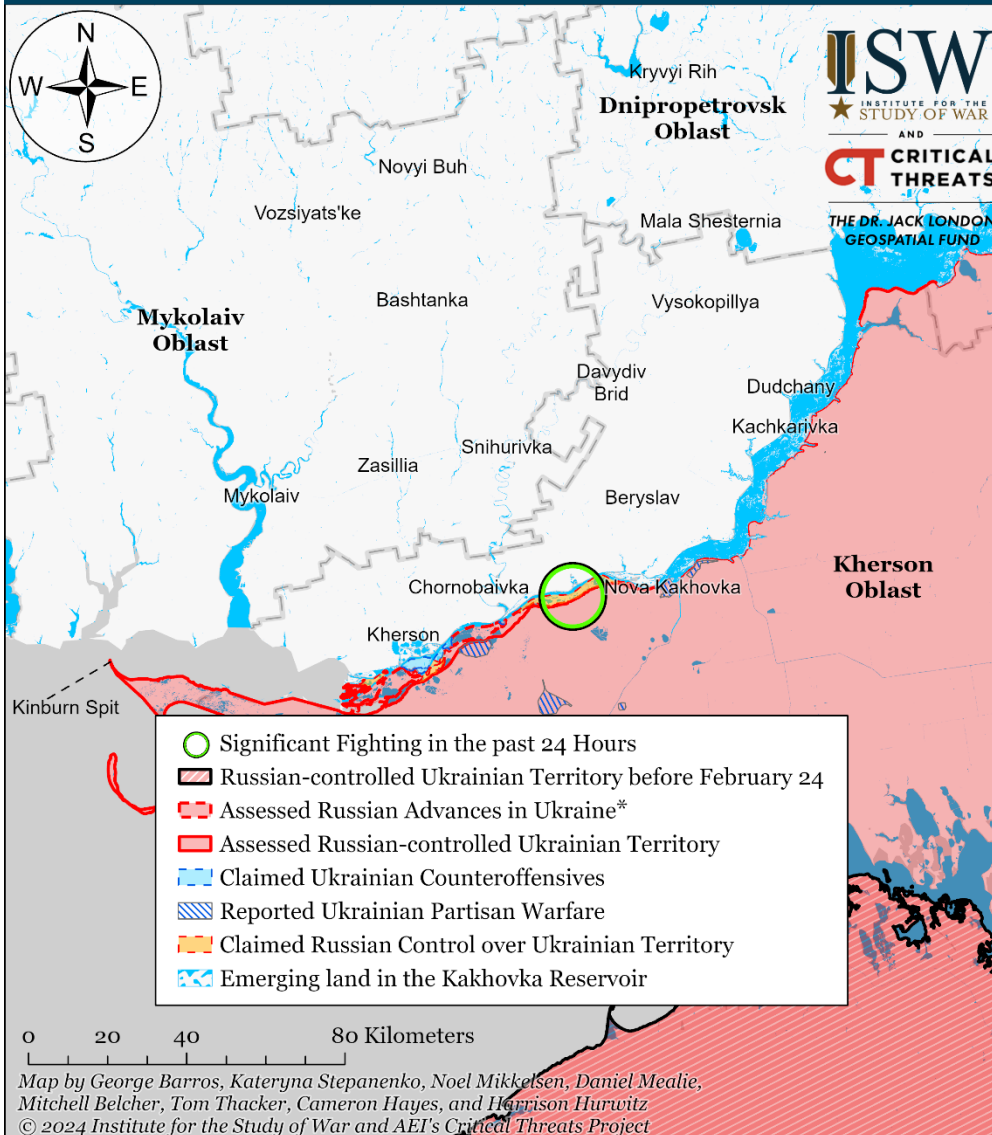 N
W E
S
ISW
INSTITUTE FOR THE
STUDY OF WAR
AND
CT CRITICAL
THREATS
THE DR. JACK LONDON
GEOSPATIAL FUND
Kryvyi Rih
Dnipropetrovsk
Oblast
Novyi Buh
Vozsiyats'ke
Mala Shesternia
Bashtanka
Vysokopillya
Mykolaiv
Oblast
Davydiv
Brid
Dudchany
Kachkarivka
Snihurivka
Zasillia
Mykolaiv
Beryslav
Kherson
Oblast
Chornobaivka
Nova Kakhovka
Kherson
Kinburn Spit
Significant Fighting in the past 24 Hours
Russian-controlled Ukrainian Territory before February 24
Assessed Russian Advances in Ukraine*
Assessed Russian-controlled Ukrainian Territory
Claimed Ukrainian Counteroffensives
Reported Ukrainian Partisan Warfare
Claimed Russian Control over Ukrainian Territory
Emerging land in the Kakhovka Reservoir
0 20 40 80 Kilometers
Map by George Barros, Kateryna Stepanenko, Noel Mikkelsen, Daniel Mealie,
Mitchell Belcher, Tom Thacker, Cameron Hayes, and Harrison Hurwitz
© 2024 Institute for the Study of War and AEI's Critical Threats Project